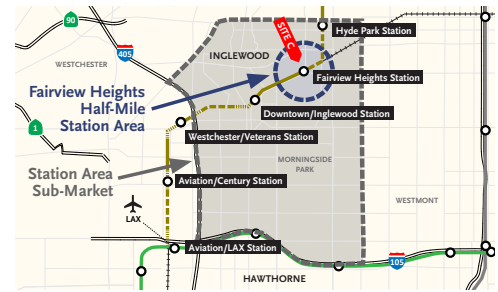 90
Hyde Park Station
SITE C
INGLEWOOD
405
WESTCHESTER
Fairview Heights Station
Fairview Heights
Half-Mile
Station Area
Downtown/Inglewood Station
1
Westchester/Veterans Station
Station Area
Sub-Market
MORNINGSIDE
PARK
Aviation/Century Station
WESTMONT
LAX
Aviation/LAX Station
105
HAWTHORNE